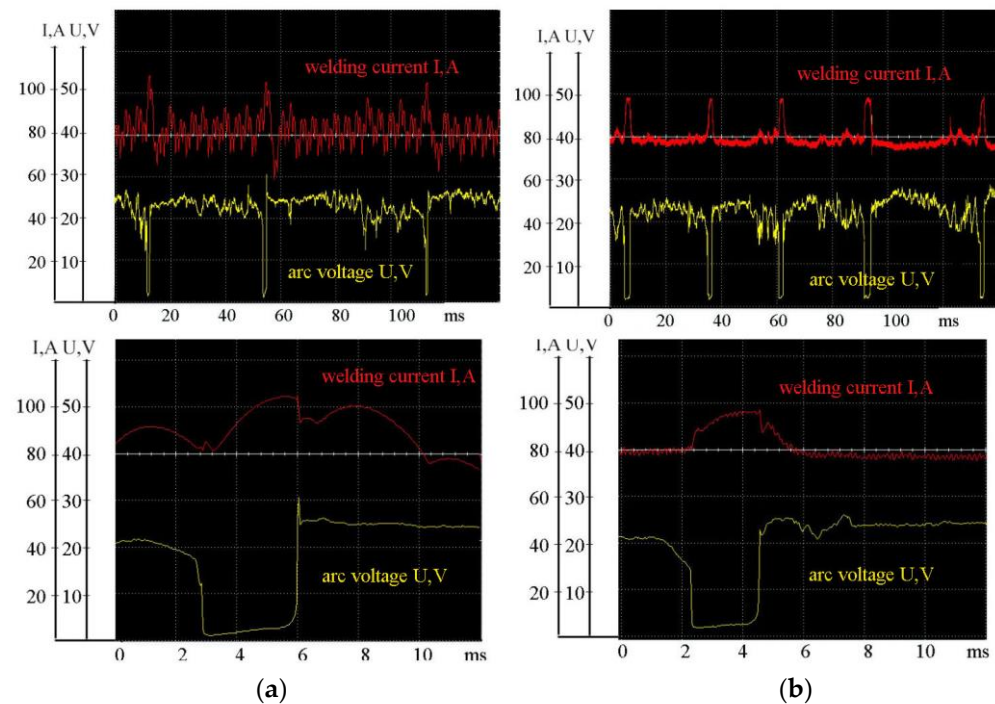 I,A U,V
welding current I,A
100 50
80 40
60 30
40 20
20 10
arc voltage U,V
0 20 40 60 80 100 ms
I,A U,V
welding current I,A
100 50
80 40
60 30
40 20
20 10
arc voltage U,V
0 20 40 60 80 100 ms
I,A U,V
welding current I,A
100 50
80 40
60 30
40 20
20 10
arc voltage U,V
0 2 4 6 8 10 ms
I,A U,V
welding current I,A
100 50
80 40
60 30
40 20
20 10
arc voltage U,V
0 2 4 6 8 10 ms
(a) (b)